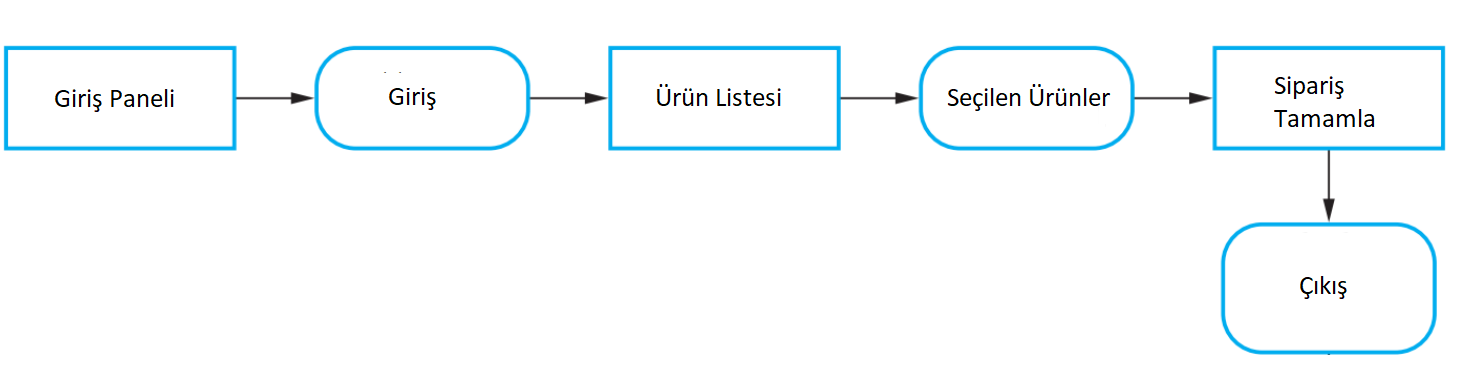 Giriş Paneli
Giriş
Ürün Listesi
Seçilen Ürünler
Sipariş
Tamamla
Çıkış